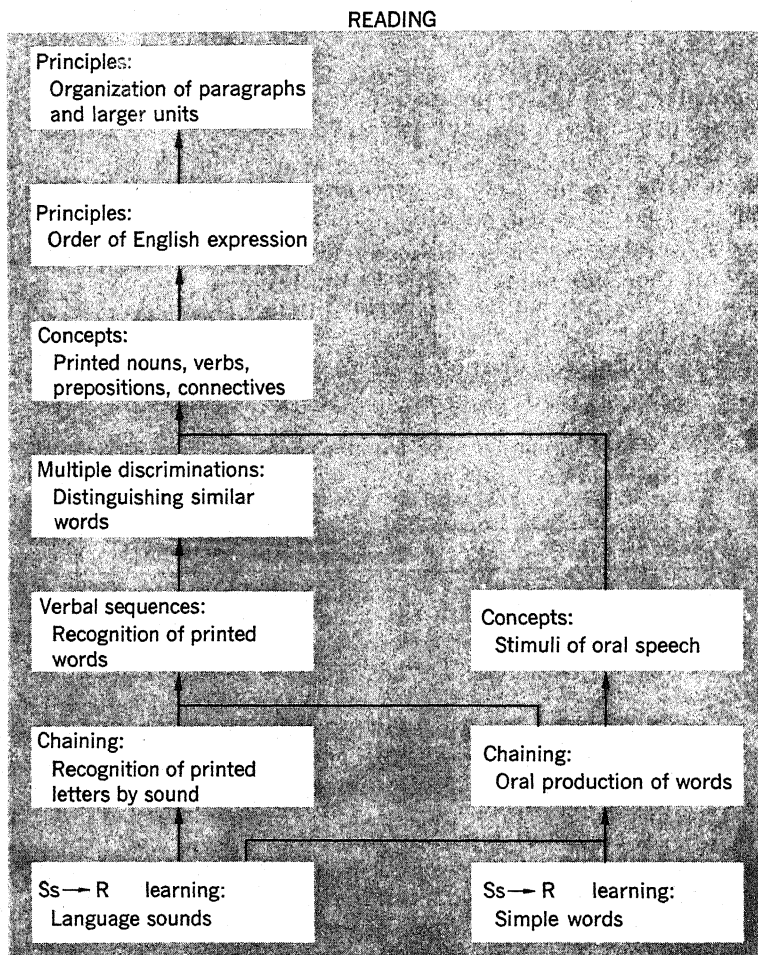 READING
Principles:
Organization of paragraphs
and larger units
Principles:
Order of English expression
Concepts:
Printed nouns, verbs,
prepositions, connectives
Multiple discriminations:
Distinguishing similar
words
Verbal sequences:
Recognition of printed
words
Concepts:
Stimuli of oral speech
Chaining:
Recognition of printed
letters by sound
Chaining:
Oral production of words
Ss→R learning:
Language sounds
Ss→R learning:
Simple words